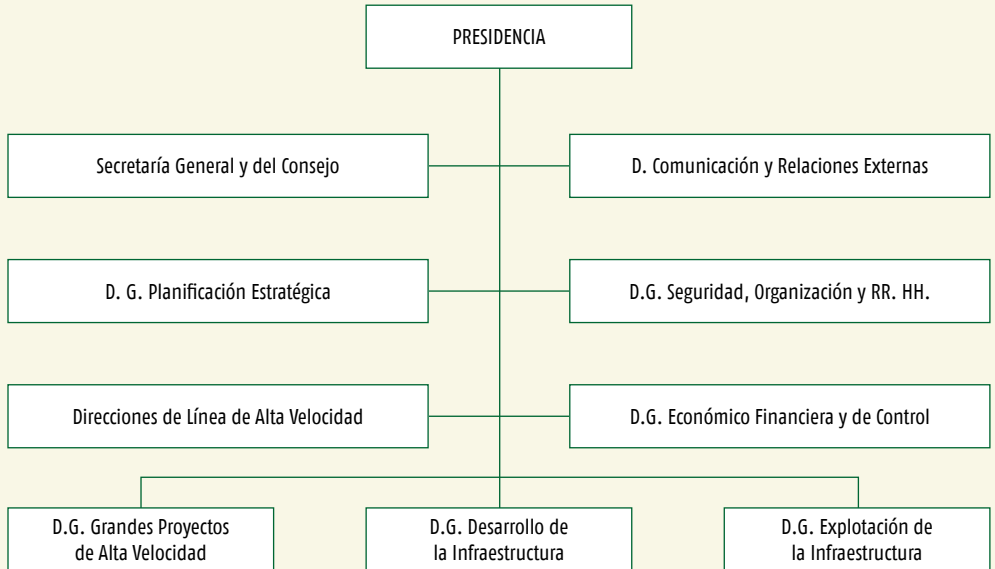 PRESIDENCIA
Secretaría General y del Consejo
D. Comunicación y Relaciones Externas
D. G. Planificación Estratégica
D.G. Seguridad, Organización y RR. HH.
Direcciones de Línea de Alta Velocidad
D.G. Económico Financiera y de Control
D.G. Grandes Proyectos
de Alta Velocidad
D.G. Desarrollo de
la Infraestructura
D.G. Explotación de
la Infraestructura